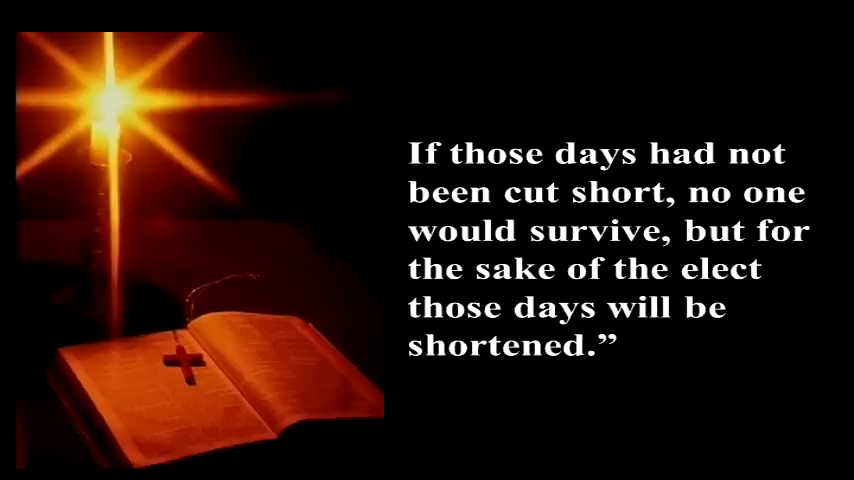 If those days had not
been cut short, no one
would survive, but for
the sake of the elect
those days will be
shortened.”